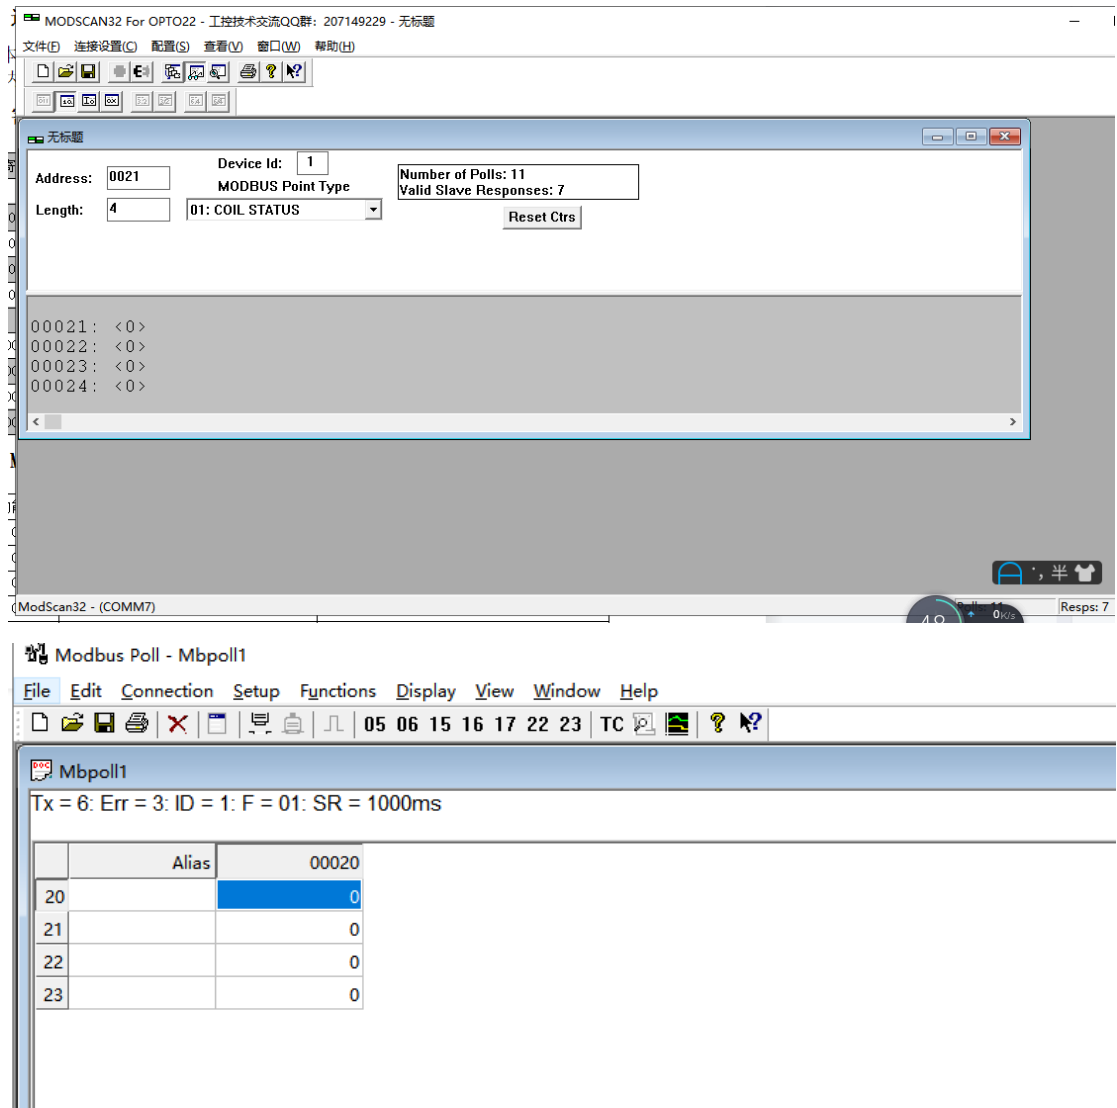 MODSCAN32 For OPTO22 - 工控技术交流QQ群：207149229 - 无标题
文件(F) 连接设置(C) 配置(S) 查看(V) 窗口(W) 帮助(H)
无标题
Device Id: 1
Address: 0021
MODBUS Point Type
Number of Polls: 11
Valid Slave Responses: 7
Length: 4
01: COIL STATUS
Reset Ctrs
00021: <0>
00022: <0>
00023: <0>
00024: <0>
半
ModScan32 - (COMM7)
0K/s
Resps: 7
Modbus Poll - Mbpoll1
File Edit Connection Setup Functions Display View Window Help
05 06 15 16 17 22 23 TC
Mbpoll1
Tx = 6: Err = 3: ID = 1: F = 01: SR = 1000ms
Alias 00020
20 0
21 0
22 0
23 0